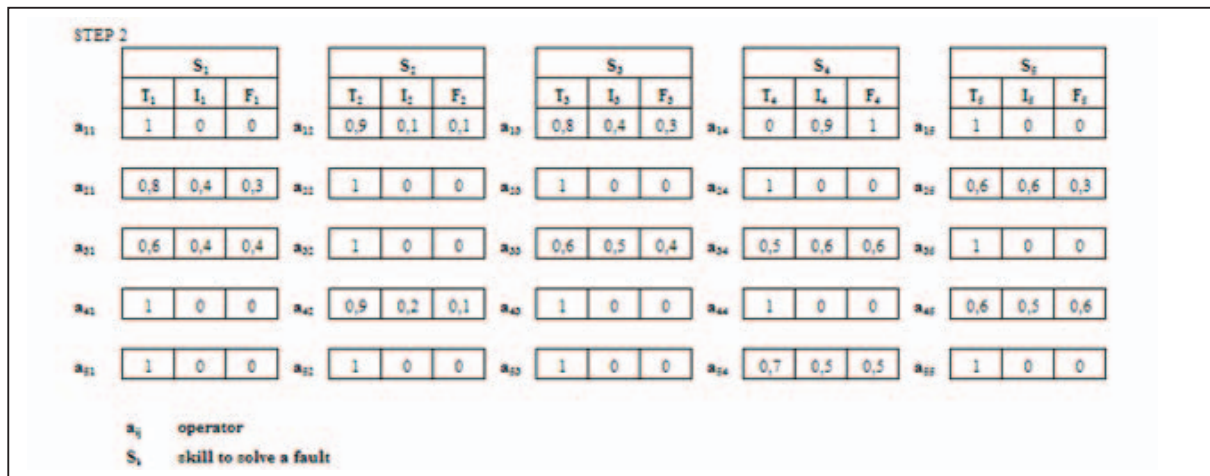 STEP 2
S₁ S₂ S₃ S₄ S₅
T₁ I₁ F₁ T₂ I₂ F₂ T₃ I₃ F₃ T₄ I₄ F₄ T₅ I₅ F₅
a₁₁ 1 0 0 a₁₂ 0,9 0,1 0,1 a₁₃ 0,8 0,4 0,3 a₁₄ 0 0,9 1 a₁₅ 1 0 0
a₂₁ 0,8 0,4 0,3 a₂₂ 1 0 0 a₂₃ 1 0 0 a₂₄ 1 0 0 a₂₅ 0,6 0,6 0,3
a₃₁ 0,6 0,4 0,4 a₃₂ 1 0 0 a₃₃ 0,6 0,5 0,4 a₃₄ 0,5 0,6 0,6 a₃₅ 1 0 0
a₄₁ 1 0 0 a₄₂ 0,9 0,2 0,1 a₄₃ 1 0 0 a₄₄ 1 0 0 a₄₅ 0,6 0,5 0,6
a₅₁ 1 0 0 a₅₂ 1 0 0 a₅₃ 1 0 0 a₅₄ 0,7 0,5 0,5 a₅₅ 1 0 0
aᵢⱼ operator
Sᵢ skill to solve a fault